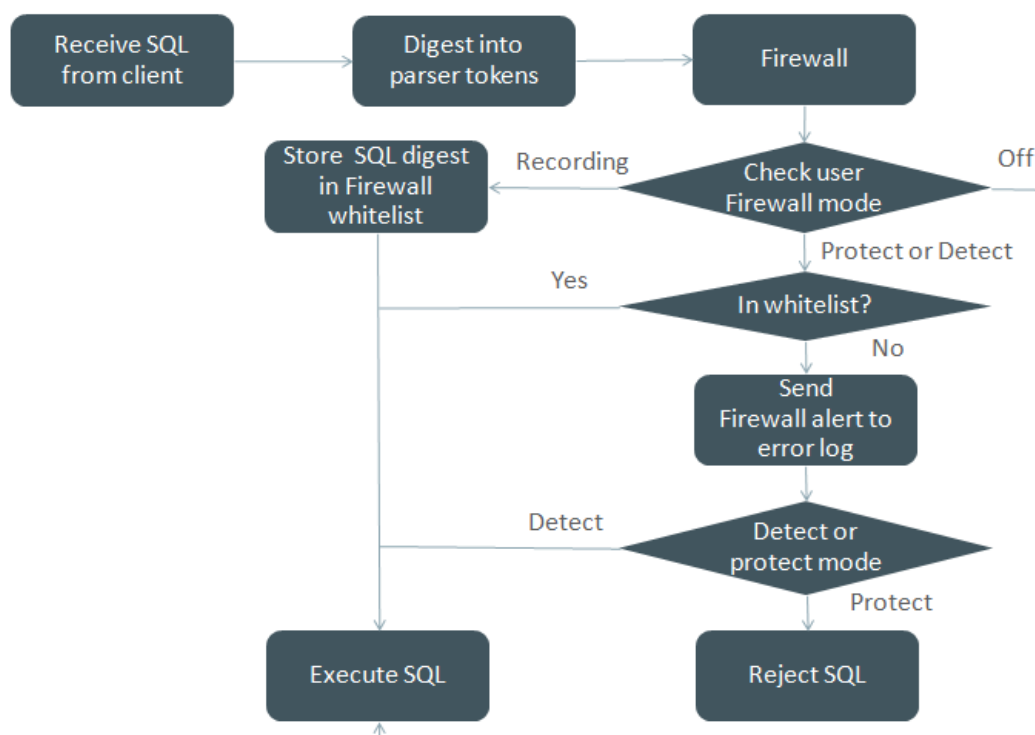 Receive SQL
from client
Digest into
parser tokens
Firewall
Store  SQL digest
in Firewall
whitelist
Recording
Check user
Firewall mode
Off
Protect or Detect
Yes
In whitelist?
No
Send
Firewall alert to
error log
Detect
Detect or
protect mode
Protect
Execute SQL
Reject SQL